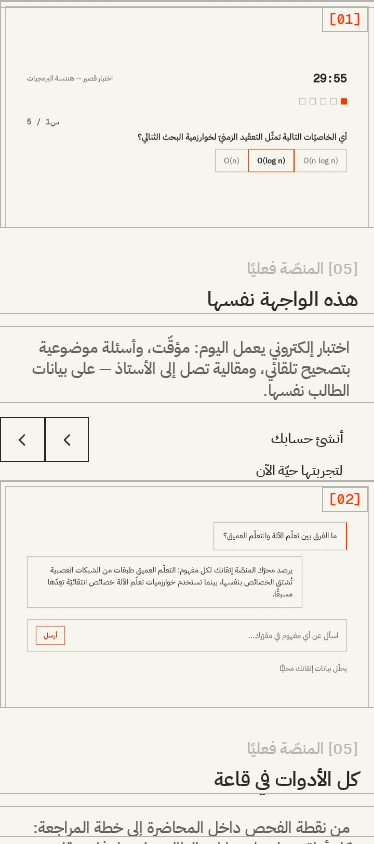 [01]
29:55
اختبار قصير — هندسة البرمجيات
س1 / 5
أي الخاصيّات التالية تمثّل التعقيد الزمنيّ لخوارزمية البحث الثنائي؟
O(n log n)
O(log n)
O(n)
[05] المنصّة فعليًا
هذه الواجهة نفسها
اختبار إلكتروني يعمل اليوم: مؤقّت، وأسئلة موضوعية
بتصحيح تلقائي، ومقالية تصل إلى الأستاذ — على بيانات
الطالب نفسها.
أنشئ حسابك
لتجربتها حيّة الآن
[02]
ما الفرق بين تعلّم الآلة والتعلّم العميق؟
يرصد محرّك المنصّة إتقانك لكل مفهوم: التعلّم العميق طبقات من الشبكات العصبية
تُشتق الخصائص بنفسها، بينما تستخدم خوارزميات تعلّم الآلة خصائص انتقائيّة تعِدّها
مسبقًا.
اسأل عن أي مفهوم في مقرّرك...
أرسل
يحلّل بيانات إتقانك محليًّا
[05] المنصّة فعليًا
كل الأدوات في قاعة
من نقطة الفحص داخل المحاضرة إلى خطة المراجعة: